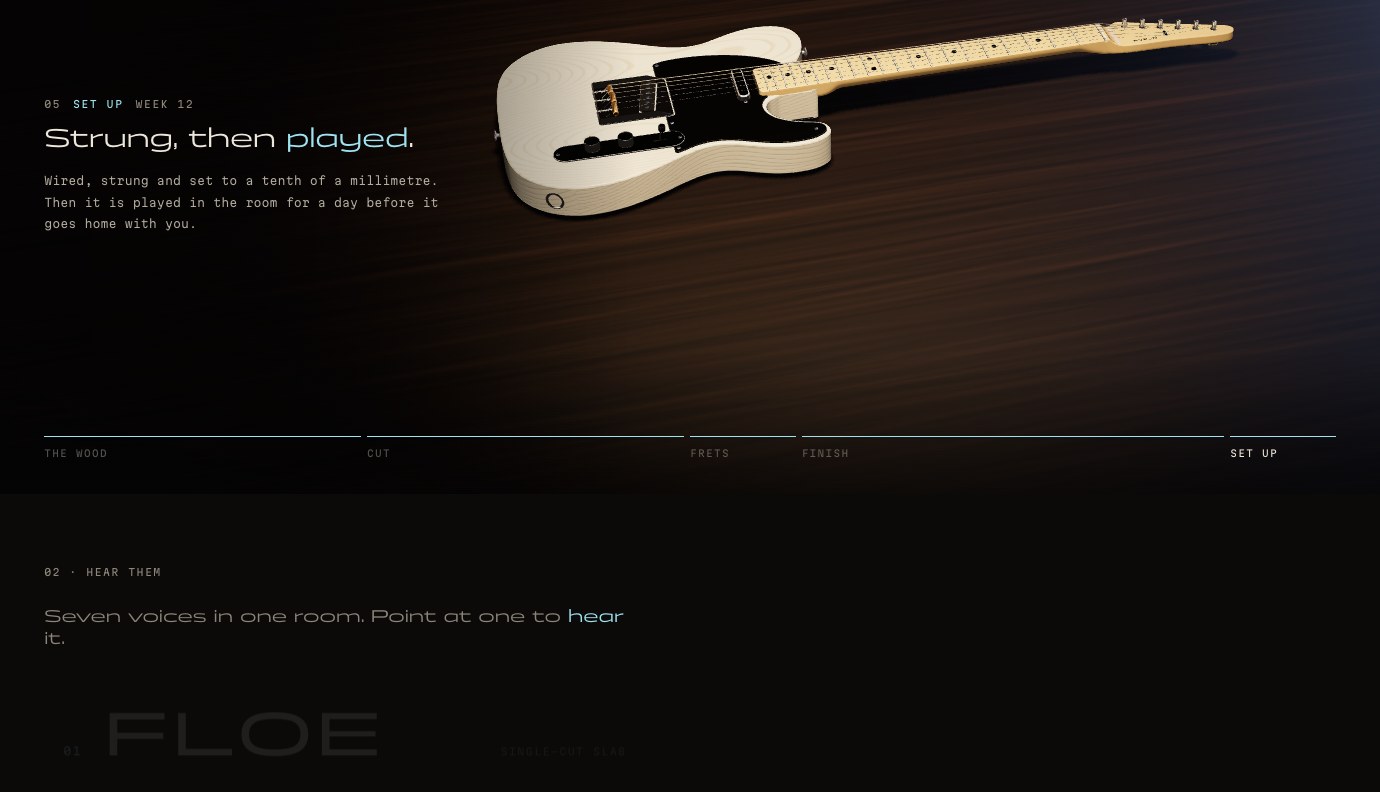 05 SET UP WEEK 12
Strung, then played.
Wired, strung and set to a tenth of a millimetre.
Then it is played in the room for a day before it
goes home with you.
THE WOOD CUT FRETS FINISH SET UP
02 · HEAR THEM
Seven voices in one room. Point at one to hear
it.
01 FLOE SINGLE-CUT SLAB